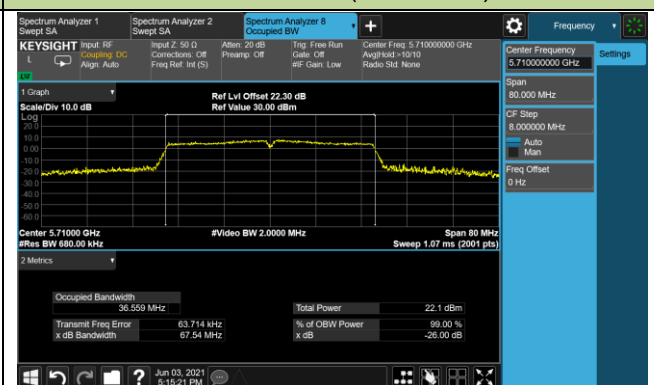 Spectrum Analyzer 1
Swept SA
Spectrum Analyzer 2
Swept SA
Spectrum Analyzer 8
Occupied BW
Frequency
KEYSIGHT
L
Input: RF
Coupling: DC
Align: Auto
Input Z: 50 Ω
Corrections: Off
Freq Ref: Int (S)
Atten: 20 dB
Preamp: Off
Trig: Free Run
Gate: Off
#IF Gain: Low
Center Freq: 5.710000000 GHz
Avg|Hold:>10/10
Radio Std: None
Center Frequency
5.710000000 GHz
Settings
Span
80.000 MHz
CF Step
8.000000 MHz
Auto
Man
Freq Offset
0 Hz
1 Graph
Scale/Div 10.0 dB
Ref Lvl Offset 22.30 dB
Ref Value 30.00 dBm
Log
20.0
10.0
0.00
-10.0
-20.0
-30.0
-40.0
-50.0
-60.0
Center 5.71000 GHz
#Video BW 2.0000 MHz
Span 80 MHz
#Res BW 680.00 kHz
Sweep 1.07 ms (2001 pts)
2 Metrics
Occupied Bandwidth
36.559 MHz
Total Power
22.1 dBm
Transmit Freq Error
63.714 kHz
% of OBW Power
99.00 %
x dB Bandwidth
67.54 MHz
x dB
-26.00 dB
Jun 03, 2021
5:15:21 PM